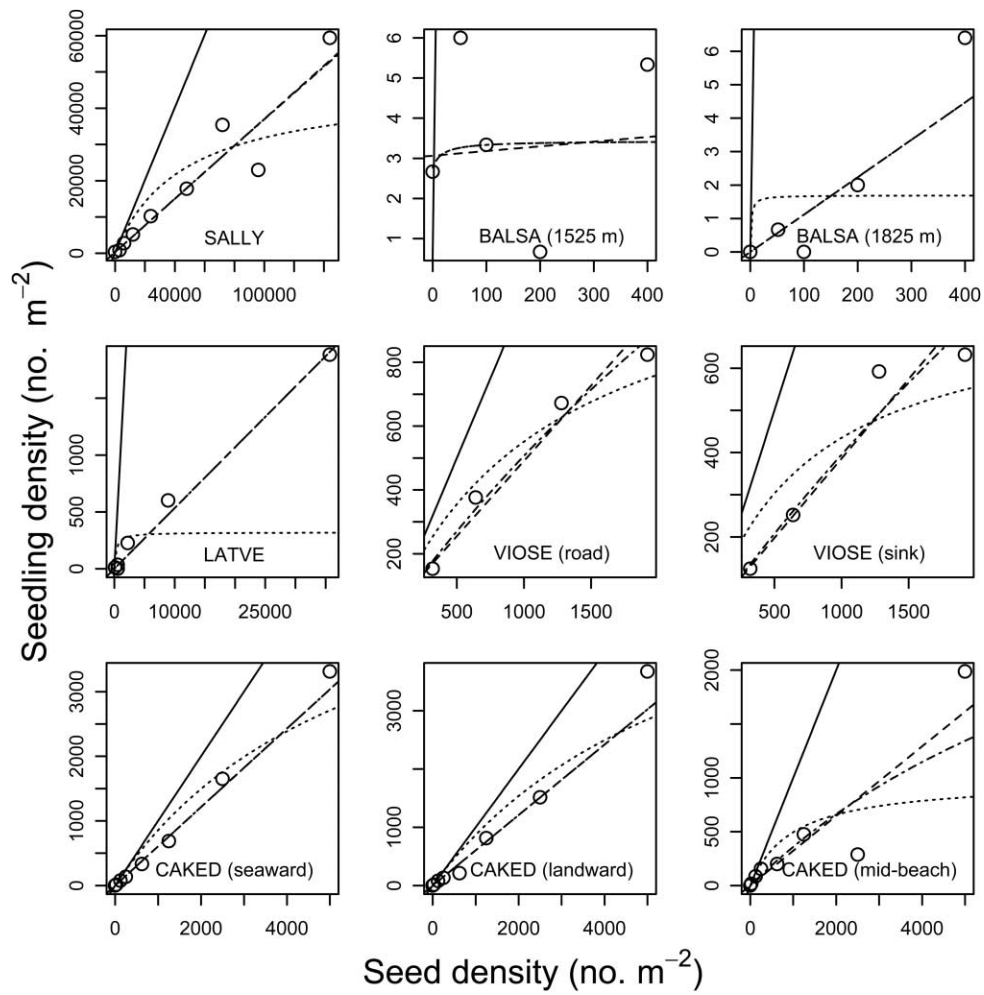 Seedling density (no. m−2)
60000
40000
20000
0
SALLY
0 40000 100000
6
5
4
3
2
1
BALSA (1525 m)
0 100 200 300 400
6
5
4
3
2
1
0
BALSA (1825 m)
0 100 200 300 400
1000
500
0
LATVE
0 10000 25000
800
600
400
200
VIOSE (road)
500 1000 1500
600
400
200
VIOSE (sink)
500 1000 1500
3000
2000
1000
0
CAKED (seaward)
0 2000 4000
3000
1000
0
CAKED (landward)
0 2000 4000
2000
1000
500
0
CAKED (mid-beach)
0 2000 4000
Seed density (no. m−2)